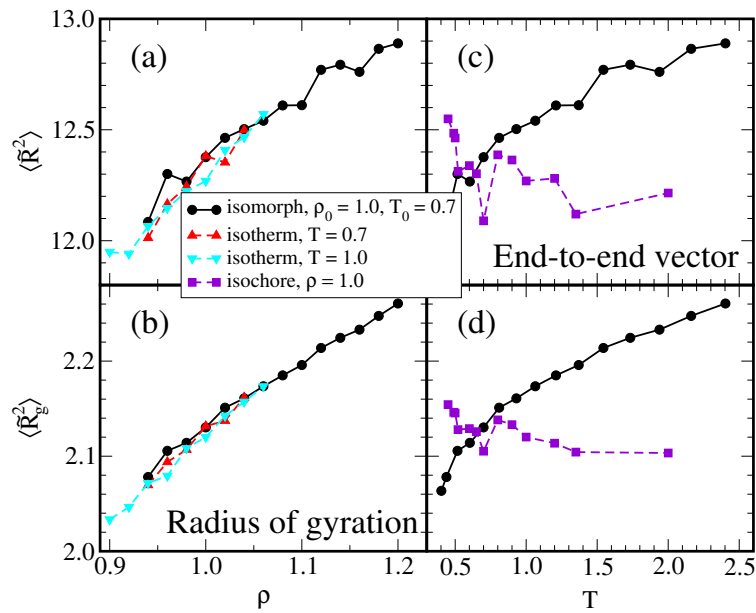 13.0
(a)
(c)
12.5
⟨R̃²⟩
12.0
isomorph, ρ₀ = 1.0, T₀ = 0.7
isotherm, T = 0.7
isotherm, T = 1.0
isochore, ρ = 1.0
End-to-end vector
(b)
(d)
2.2
⟨R̃g²⟩
2.1
Radius of gyration
2.0
0.9 1.0 1.1 1.2 0.5 1.0 1.5 2.0 2.5
ρ T